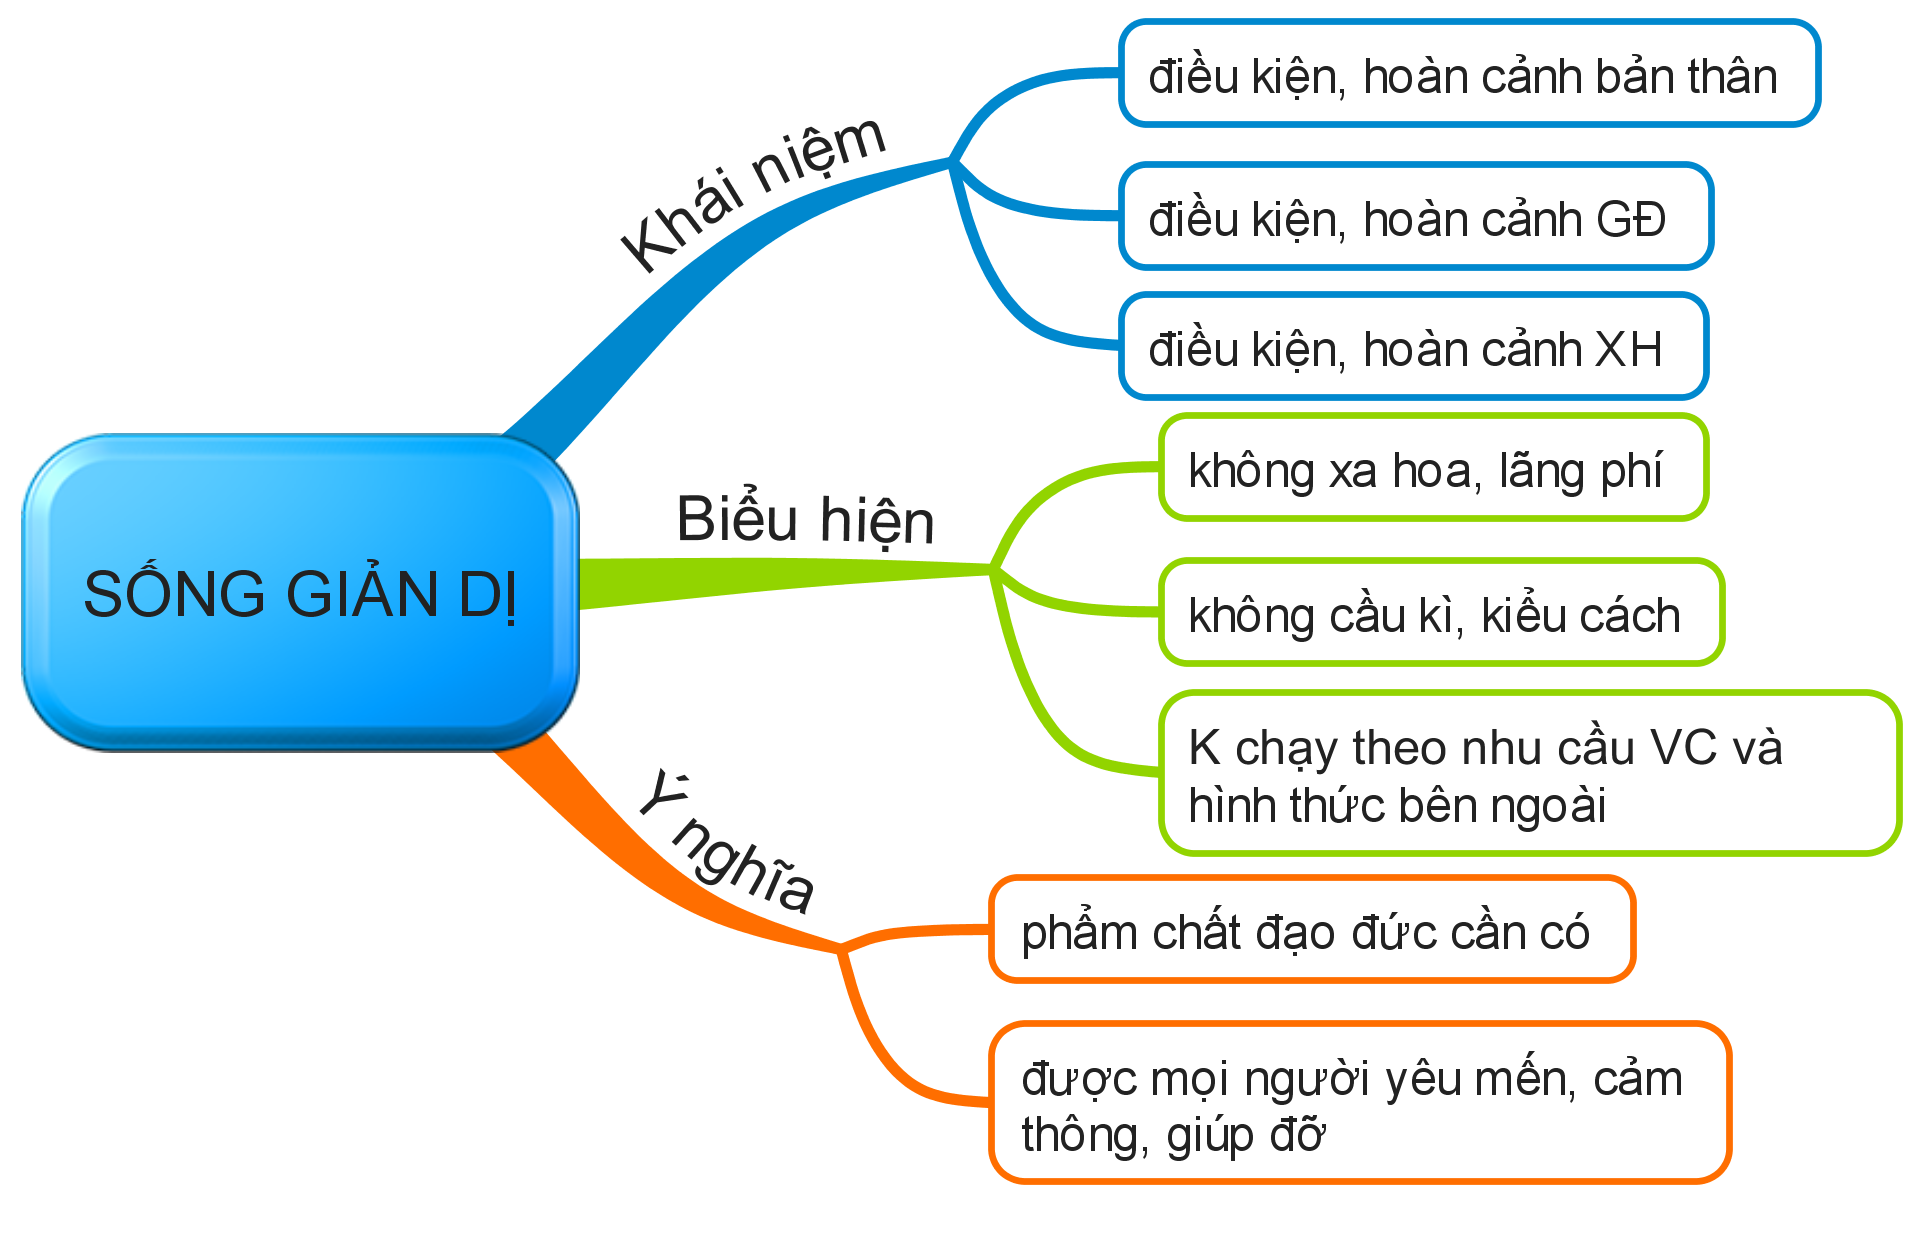 SỐNG GIẢN DỊ
Khái niệm
điều kiện, hoàn cảnh bản thân
điều kiện, hoàn cảnh GĐ
điều kiện, hoàn cảnh XH
Biểu hiện
không xa hoa, lãng phí
không cầu kì, kiểu cách
K chạy theo nhu cầu VC và
hình thức bên ngoài
Ý nghĩa
phẩm chất đạo đức cần có
được mọi người yêu mến, cảm
thông, giúp đỡ